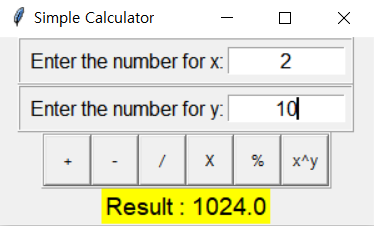 Simple Calculator
Enter the number for x: 2
Enter the number for y: 10
+ - / X % x^y
Result : 1024.0